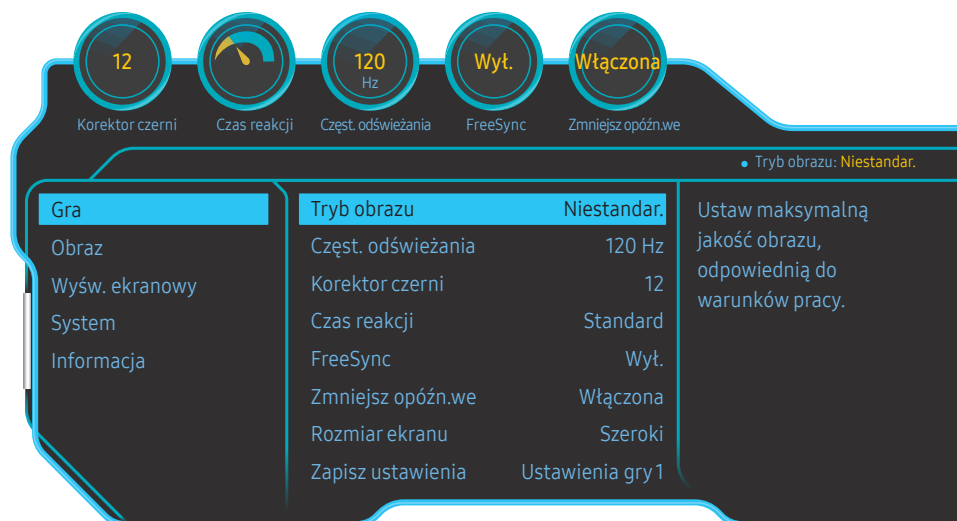 12
120
Hz
Wył.
Włączona
Korektor czerni
Czas reakcji
Częst. odświeżania
FreeSync
Zmniejsz opóźn.we
Tryb obrazu: Niestandar.
Gra
Obraz
Wyśw. ekranowy
System
Informacja
Tryb obrazu Niestandar.
Częst. odświeżania 120 Hz
Korektor czerni 12
Czas reakcji Standard
FreeSync Wył.
Zmniejsz opóźn.we Włączona
Rozmiar ekranu Szeroki
Zapisz ustawienia Ustawienia gry 1
Ustaw maksymalną
jakość obrazu,
odpowiednią do
warunków pracy.